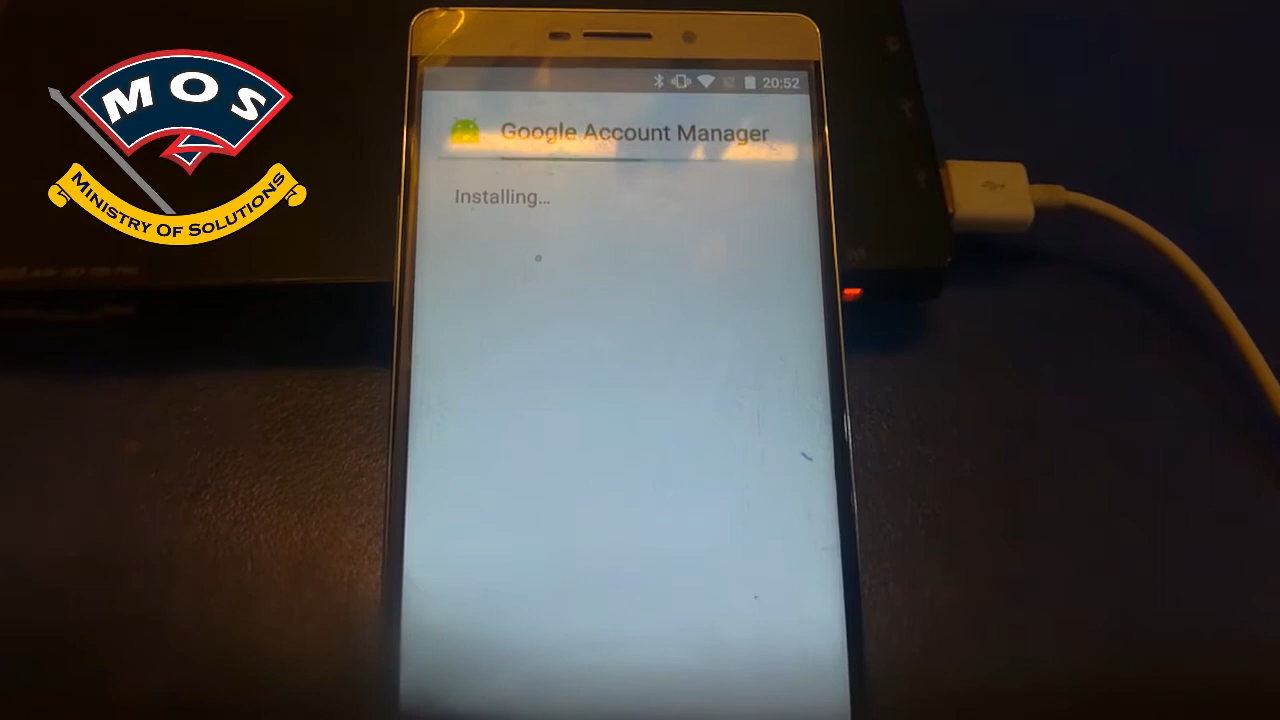 MOS
MINISTRY OF SOLUTIONS
20:52
Google Account Manager
Installing...